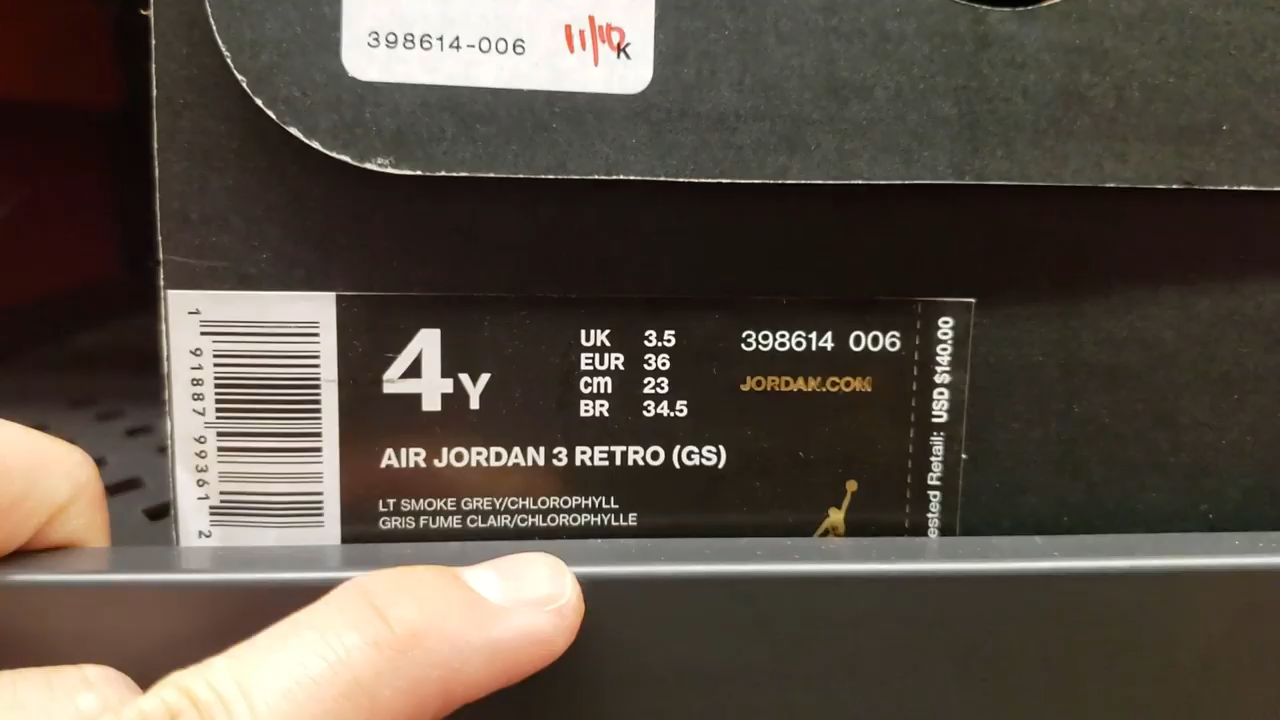 398614-006 11/10 K
1 91887 99361 2
4Y
UK 3.5
EUR 36
cm 23
BR 34.5
398614 006
JORDAN.COM
AIR JORDAN 3 RETRO (GS)
LT SMOKE GREY/CHLOROPHYLL
GRIS FUME CLAIR/CHLOROPHYLLE
ested Retail: USD $140.00